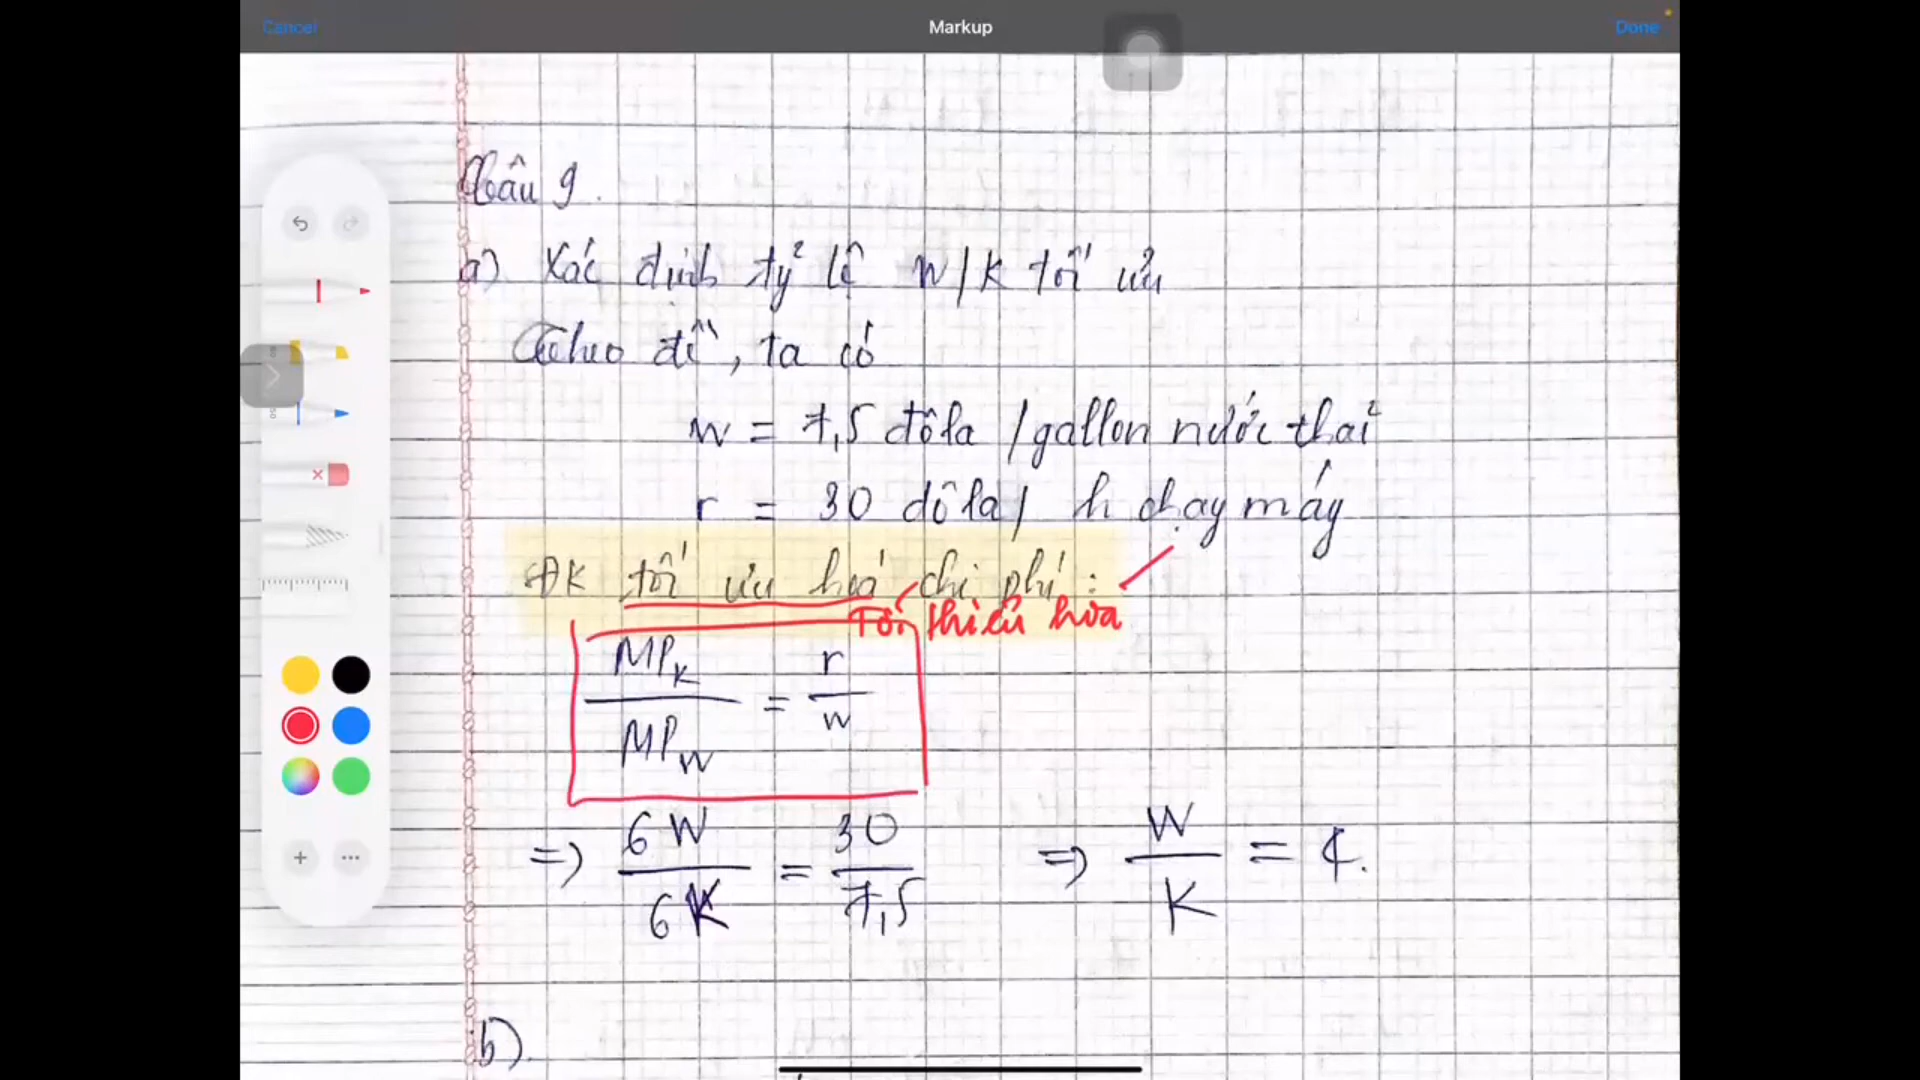 Cancel
Markup
Done
Câu 9.
a) Xác định tỷ lệ W/K tối ưu
Theo đề, ta có
w = 7,5 đôla /gallon nước thải
r = 30 đôla / h chạy máy
ĐK tối ưu hoá chi phí :
Tối thiểu hóa
MPK / MPW = r / w
=> 6W / 6K = 30 / 7,5 => W / K = 4.
b)